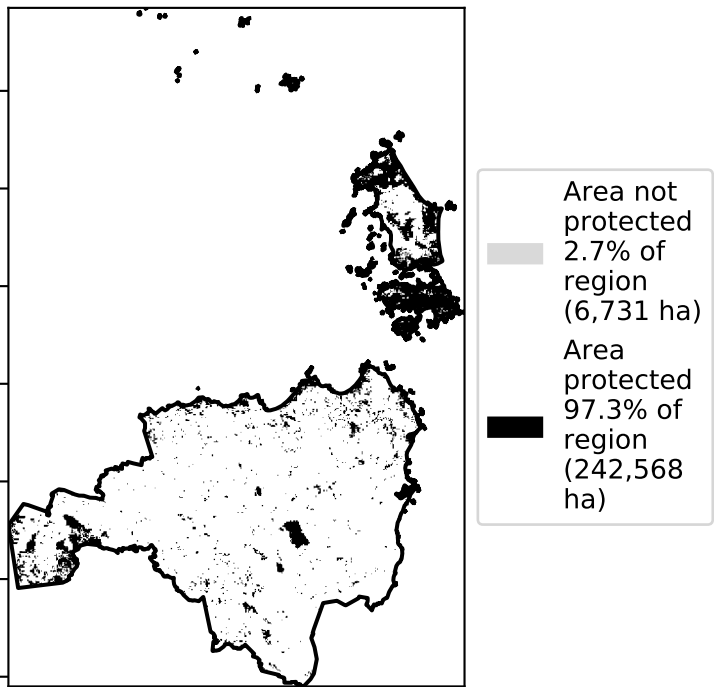 Area not
protected
2.7% of
region
(6,731 ha)
Area
protected
97.3% of
region
(242,568
ha)